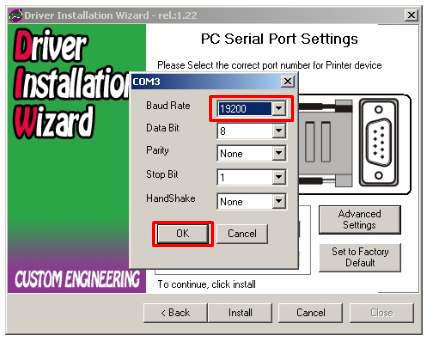 Driver Installation Wizard - rel.:1.22
Driver
Installation
Wizard
PC Serial Port Settings
Please Select the correct port number for Printer device
COM3
Baud Rate 19200
Data Bit 8
Parity None
Stop Bit 1
HandShake None
OK Cancel
Advanced
Settings
Set to Factory
Default
CUSTOM ENGINEERING
To continue, click install
< Back Install Cancel Close